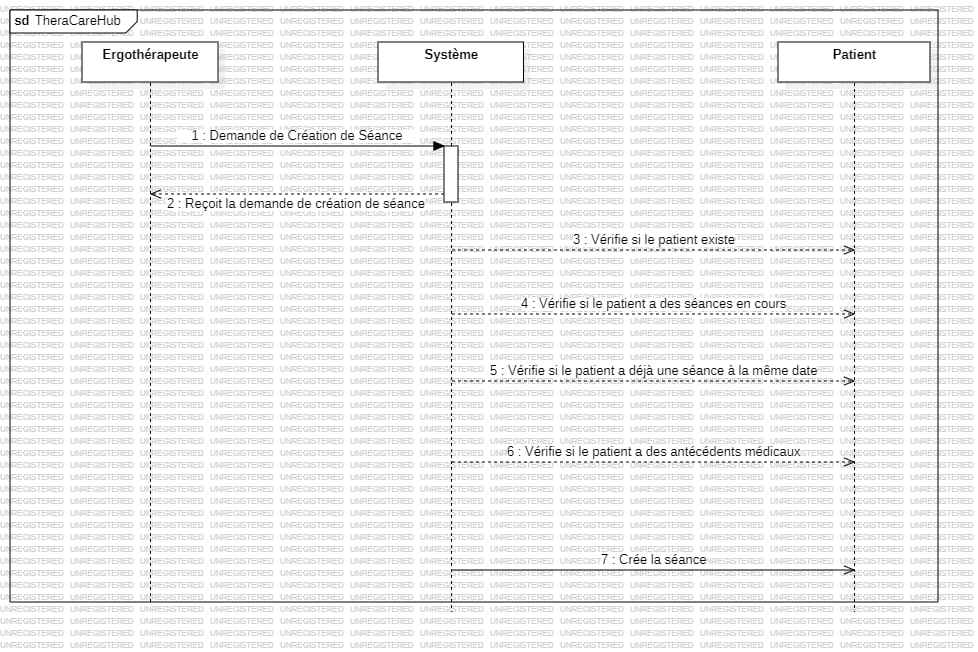 sd TheraCareHub
Ergothérapeute
Système
Patient
1 : Demande de Création de Séance
2 : Reçoit la demande de création de séance
3 : Vérifie si le patient existe
4 : Vérifie si le patient a des séances en cours
5 : Vérifie si le patient a déjà une séance à la même date
6 : Vérifie si le patient a des antécédents médicaux
7 : Crée la séance
UNREGISTERED